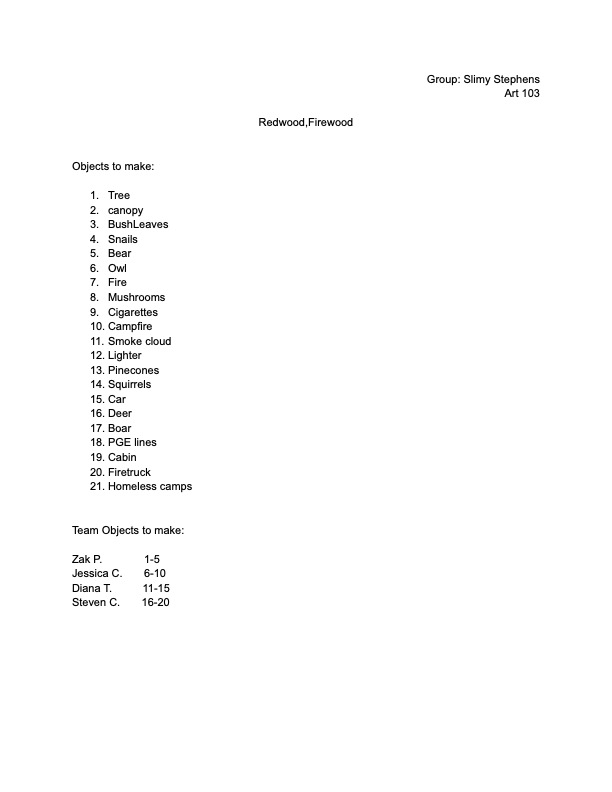 Group: Slimy Stephens
Art 103
Redwood,Firewood
Objects to make:
1. Tree
2. canopy
3. BushLeaves
4. Snails
5. Bear
6. Owl
7. Fire
8. Mushrooms
9. Cigarettes
10. Campfire
11. Smoke cloud
12. Lighter
13. Pinecones
14. Squirrels
15. Car
16. Deer
17. Boar
18. PGE lines
19. Cabin
20. Firetruck
21. Homeless camps
Team Objects to make:
Zak P. 1-5
Jessica C. 6-10
Diana T. 11-15
Steven C. 16-20